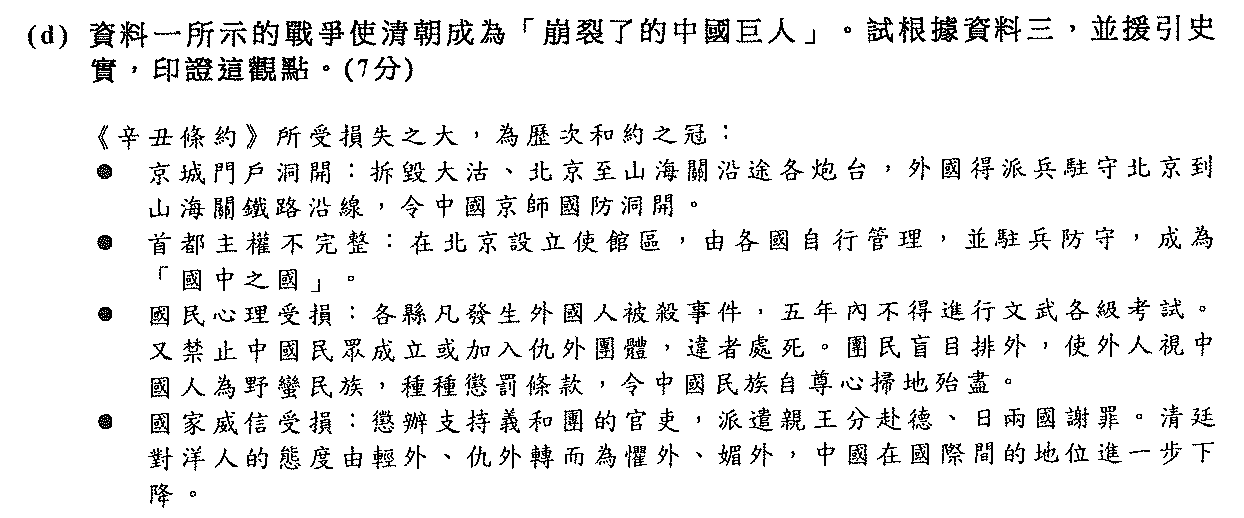 (d) 資料一所示的戰爭使清朝成為「崩裂了的中國巨人」。試根據資料三，並援引史
實，印證這觀點。(7分)
《辛丑條約》所受損失之大，為歷次和約之冠：
● 京城門戶洞開：拆毀大沽、北京至山海關沿途各炮台，外國得派兵駐守北京到
山海關鐵路沿線，令中國京師國防洞開。
● 首都主權不完整：在北京設立使館區，由各國自行管理，並駐兵防守，成為
「國中之國」。
● 國民心理受損：各縣凡發生外國人被殺事件，五年內不得進行文武各級考試。
又禁止中國民眾成立或加入仇外團體，違者處死。團民盲目排外，使外人視中
國人為野蠻民族，種種懲罰條款，令中國民族自尊心掃地殆盡。
● 國家威信受損：懲辦支持義和團的官吏，派遣親王分赴德、日兩國謝罪。清廷
對洋人的態度由輕外、仇外轉而為懼外、媚外，中國在國際間的地位進一步下
降。